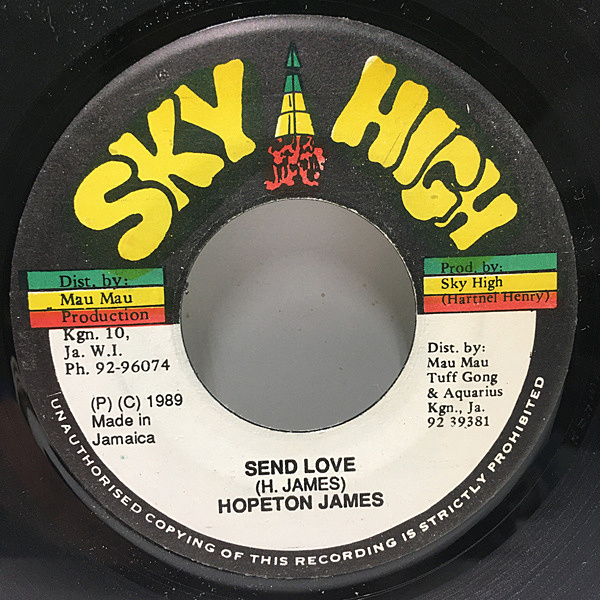 SKY HIGH
Dist. by:
Mau Mau
Production
Kgn. 10,
Ja. W.I.
Ph. 92-96074
(P) (C) 1989
Made in
Jamaica
Prod. by:
Sky High
(Hartnel Henry)
Dist. by:
Mau Mau
Tuff Gong
& Aquarius
Kgn., Ja.
92 39381
SEND LOVE
(H. JAMES)
HOPETON JAMES
UNAUTHORISED COPYING OF THIS RECORDING IS STRICTLY PROHIBITED